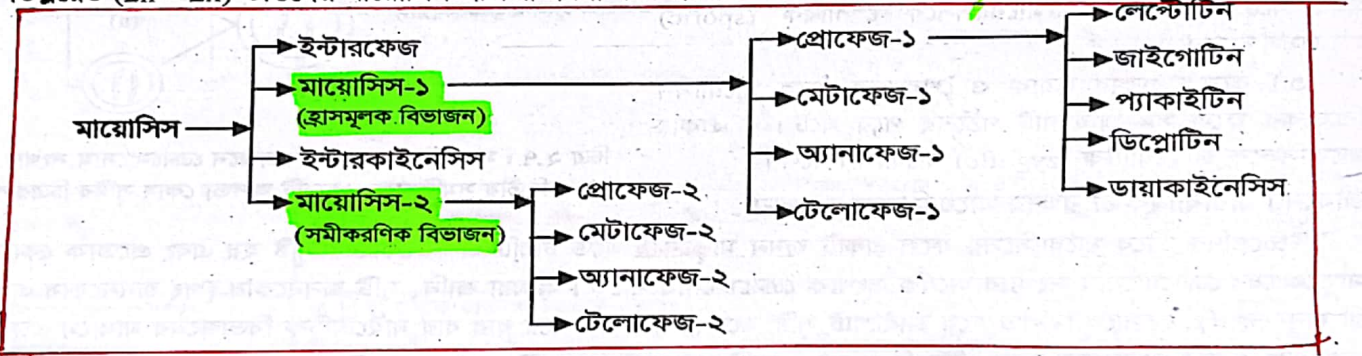 লেপ্টোটিন
ইন্টারফেজ
প্রোফেজ-১
জাইগোটিন
মায়োসিস-১
(হ্রাসমূলক বিভাজন)
মেটাফেজ-১
প্যাকাইটিন
মায়োসিস
অ্যানাফেজ-১
ডিপ্লোটিন
ইন্টারকাইনেসিস
মায়োসিস-২
(সমীকরণিক বিভাজন)
প্রোফেজ-২
টেলোফেজ-১
ডায়াকাইনেসিস
মেটাফেজ-২
অ্যানাফেজ-২
টেলোফেজ-২